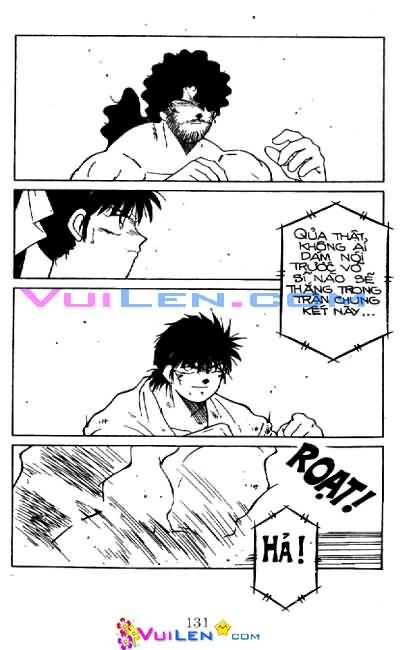 QỦA THẬT,
KHÔNG AI
DÁM NÓI
TRƯỚC VÕ
SĨ NÀO SẼ
THẮNG TRONG
TRẬN CHUNG
KẾT NÀY...
VUILEN.COM
ROẠT!
HẢ!
131
VUILEN.COM